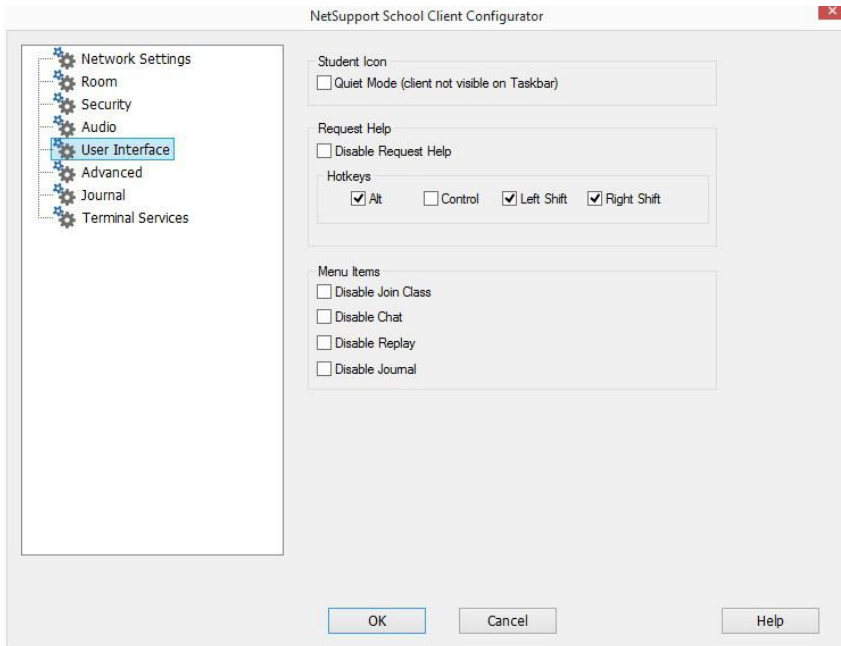 NetSupport School Client Configurator
Network Settings
Room
Security
Audio
User Interface
Advanced
Journal
Terminal Services
Student Icon
Quiet Mode (client not visible on Taskbar)
Request Help
Disable Request Help
Hotkeys
Alt Control Left Shift Right Shift
Menu Items
Disable Join Class
Disable Chat
Disable Replay
Disable Journal
OK Cancel Help